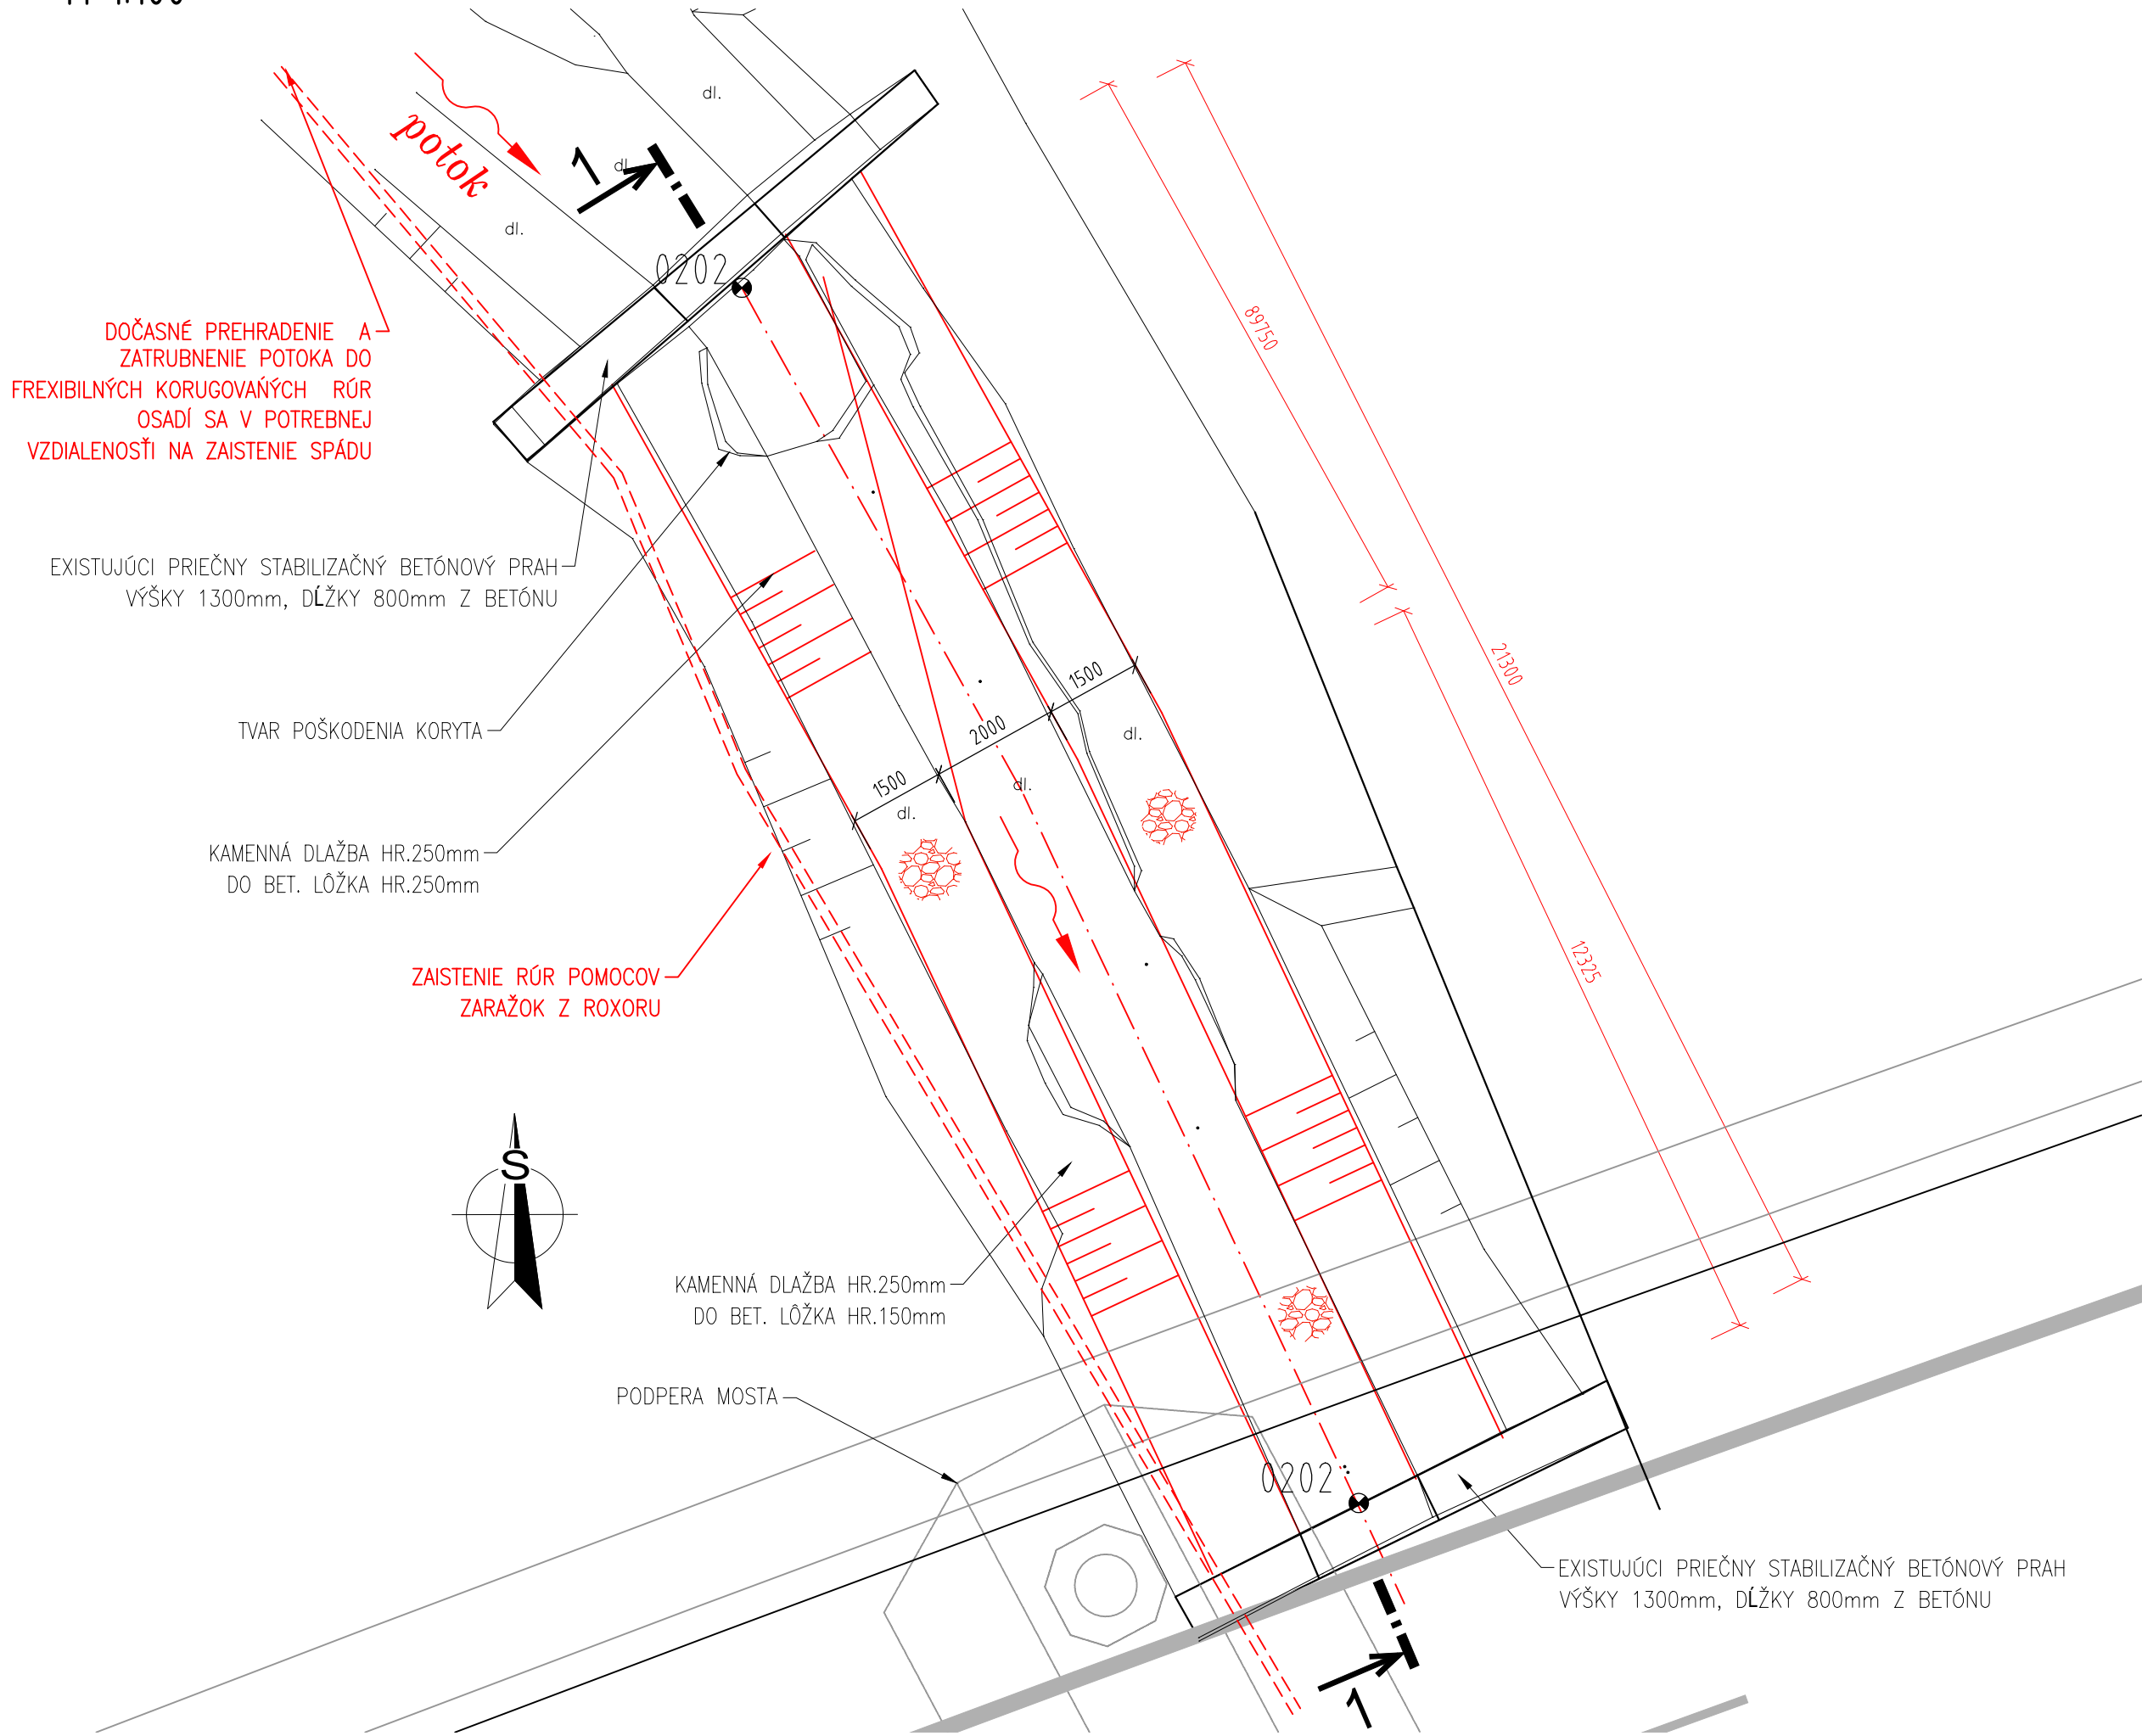 dl.
potok
1
dl.
dl.
0202
89750
DOČASNÉ PREHRADENIE A
ZATRUBNENIE POTOKA DO
FREXIBILNÝCH KORUGOVAŃÝCH RÚR
OSADÍ SA V POTREBNEJ
VZDIALENOSŤI NA ZAISTENIE SPÁDU
EXISTUJÚCI PRIEČNY STABILIZAČNÝ BETÓNOVÝ PRAH
VÝŠKY 1300mm, DĹŽKY 800mm Z BETÓNU
21300
1500
2000
1500
TVAR POŠKODENIA KORYTA
dl.
dl.
dl.
KAMENNÁ DLAŽBA HR.250mm
DO BET. LÔŽKA HR.250mm
12325
ZAISTENIE RÚR POMOCOV
ZARAŽOK Z ROXORU
S
KAMENNÁ DLAŽBA HR.250mm
DO BET. LÔŽKA HR.150mm
PODPERA MOSTA
0202
EXISTUJÚCI PRIEČNY STABILIZAČNÝ BETÓNOVÝ PRAH
VÝŠKY 1300mm, DĹŽKY 800mm Z BETÓNU
1